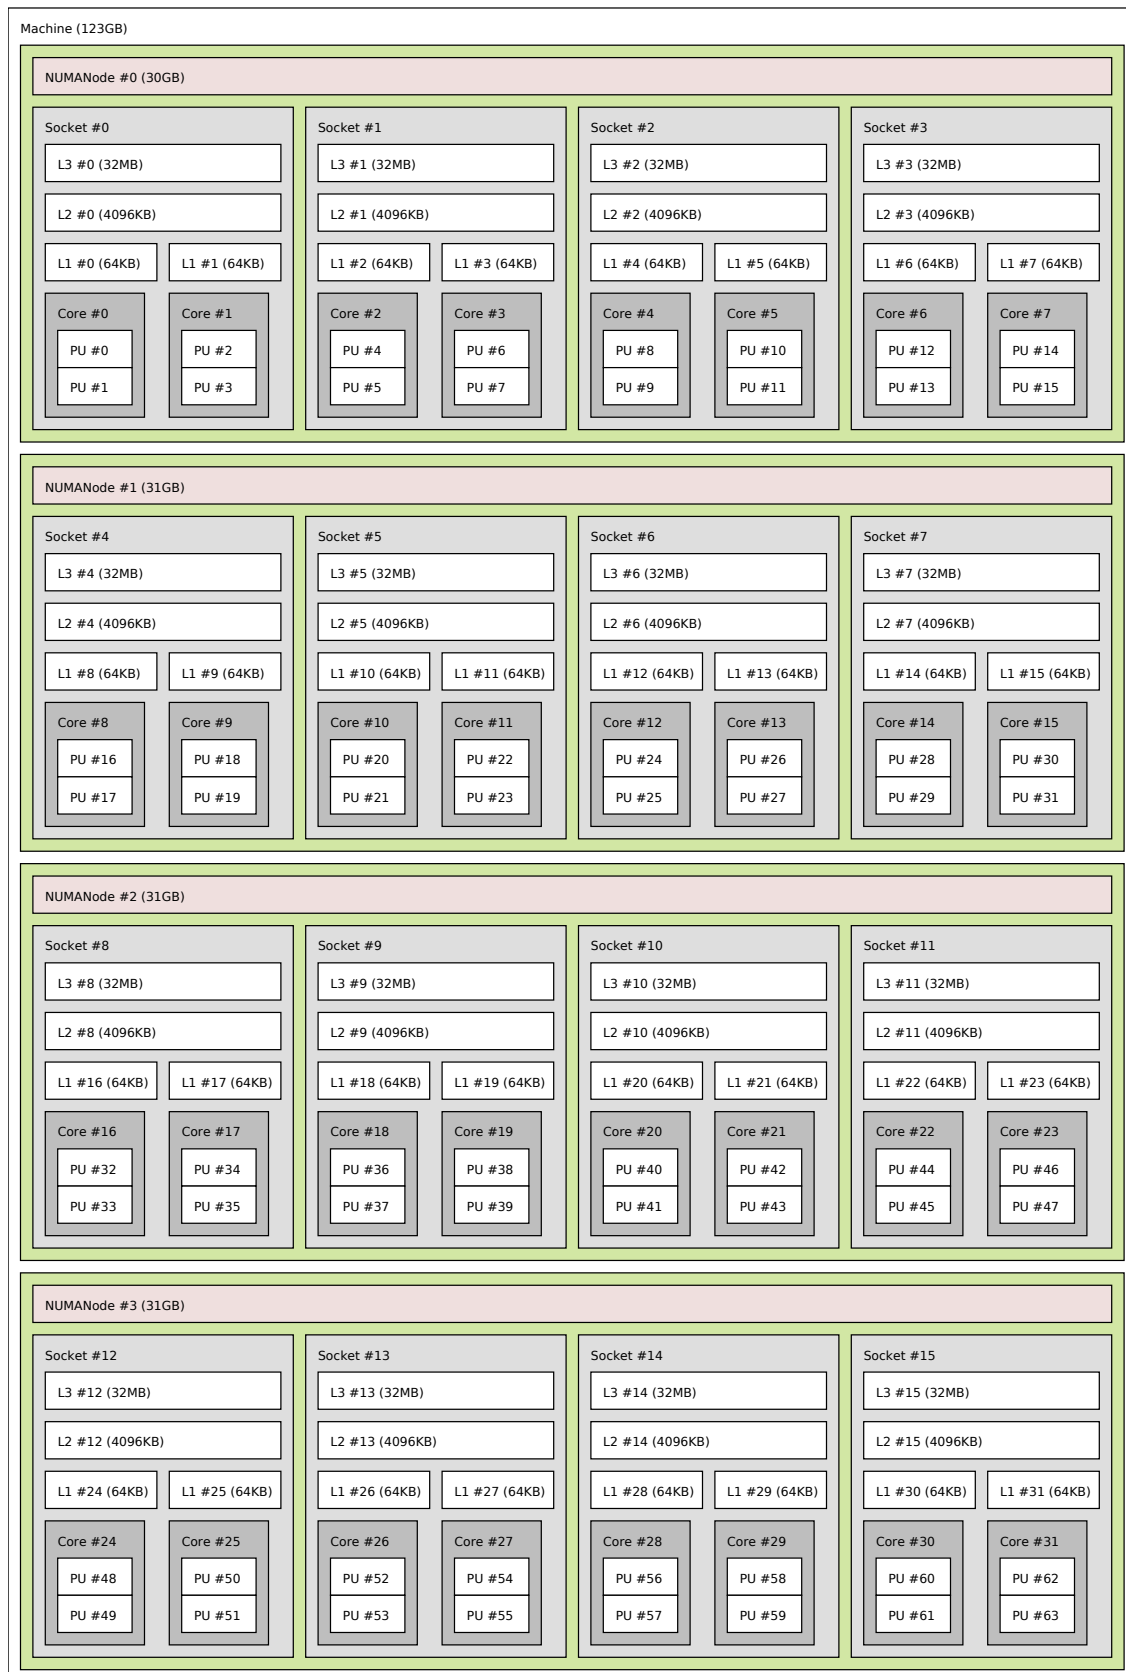 Machine (123GB)
NUMANode #0 (30GB)
Socket #0 Socket #1 Socket #2 Socket #3
L3 #0 (32MB) L3 #1 (32MB) L3 #2 (32MB) L3 #3 (32MB)
L2 #0 (4096KB) L2 #1 (4096KB) L2 #2 (4096KB) L2 #3 (4096KB)
L1 #0 (64KB) L1 #1 (64KB) L1 #2 (64KB) L1 #3 (64KB) L1 #4 (64KB) L1 #5 (64KB) L1 #6 (64KB) L1 #7 (64KB)
Core #0 Core #1 Core #2 Core #3 Core #4 Core #5 Core #6 Core #7
PU #0 PU #2 PU #4 PU #6 PU #8 PU #10 PU #12 PU #14
PU #1 PU #3 PU #5 PU #7 PU #9 PU #11 PU #13 PU #15
NUMANode #1 (31GB)
Socket #4 Socket #5 Socket #6 Socket #7
L3 #4 (32MB) L3 #5 (32MB) L3 #6 (32MB) L3 #7 (32MB)
L2 #4 (4096KB) L2 #5 (4096KB) L2 #6 (4096KB) L2 #7 (4096KB)
L1 #8 (64KB) L1 #9 (64KB) L1 #10 (64KB) L1 #11 (64KB) L1 #12 (64KB) L1 #13 (64KB) L1 #14 (64KB) L1 #15 (64KB)
Core #8 Core #9 Core #10 Core #11 Core #12 Core #13 Core #14 Core #15
PU #16 PU #18 PU #20 PU #22 PU #24 PU #26 PU #28 PU #30
PU #17 PU #19 PU #21 PU #23 PU #25 PU #27 PU #29 PU #31
NUMANode #2 (31GB)
Socket #8 Socket #9 Socket #10 Socket #11
L3 #8 (32MB) L3 #9 (32MB) L3 #10 (32MB) L3 #11 (32MB)
L2 #8 (4096KB) L2 #9 (4096KB) L2 #10 (4096KB) L2 #11 (4096KB)
L1 #16 (64KB) L1 #17 (64KB) L1 #18 (64KB) L1 #19 (64KB) L1 #20 (64KB) L1 #21 (64KB) L1 #22 (64KB) L1 #23 (64KB)
Core #16 Core #17 Core #18 Core #19 Core #20 Core #21 Core #22 Core #23
PU #32 PU #34 PU #36 PU #38 PU #40 PU #42 PU #44 PU #46
PU #33 PU #35 PU #37 PU #39 PU #41 PU #43 PU #45 PU #47
NUMANode #3 (31GB)
Socket #12 Socket #13 Socket #14 Socket #15
L3 #12 (32MB) L3 #13 (32MB) L3 #14 (32MB) L3 #15 (32MB)
L2 #12 (4096KB) L2 #13 (4096KB) L2 #14 (4096KB) L2 #15 (4096KB)
L1 #24 (64KB) L1 #25 (64KB) L1 #26 (64KB) L1 #27 (64KB) L1 #28 (64KB) L1 #29 (64KB) L1 #30 (64KB) L1 #31 (64KB)
Core #24 Core #25 Core #26 Core #27 Core #28 Core #29 Core #30 Core #31
PU #48 PU #50 PU #52 PU #54 PU #56 PU #58 PU #60 PU #62
PU #49 PU #51 PU #53 PU #55 PU #57 PU #59 PU #61 PU #63